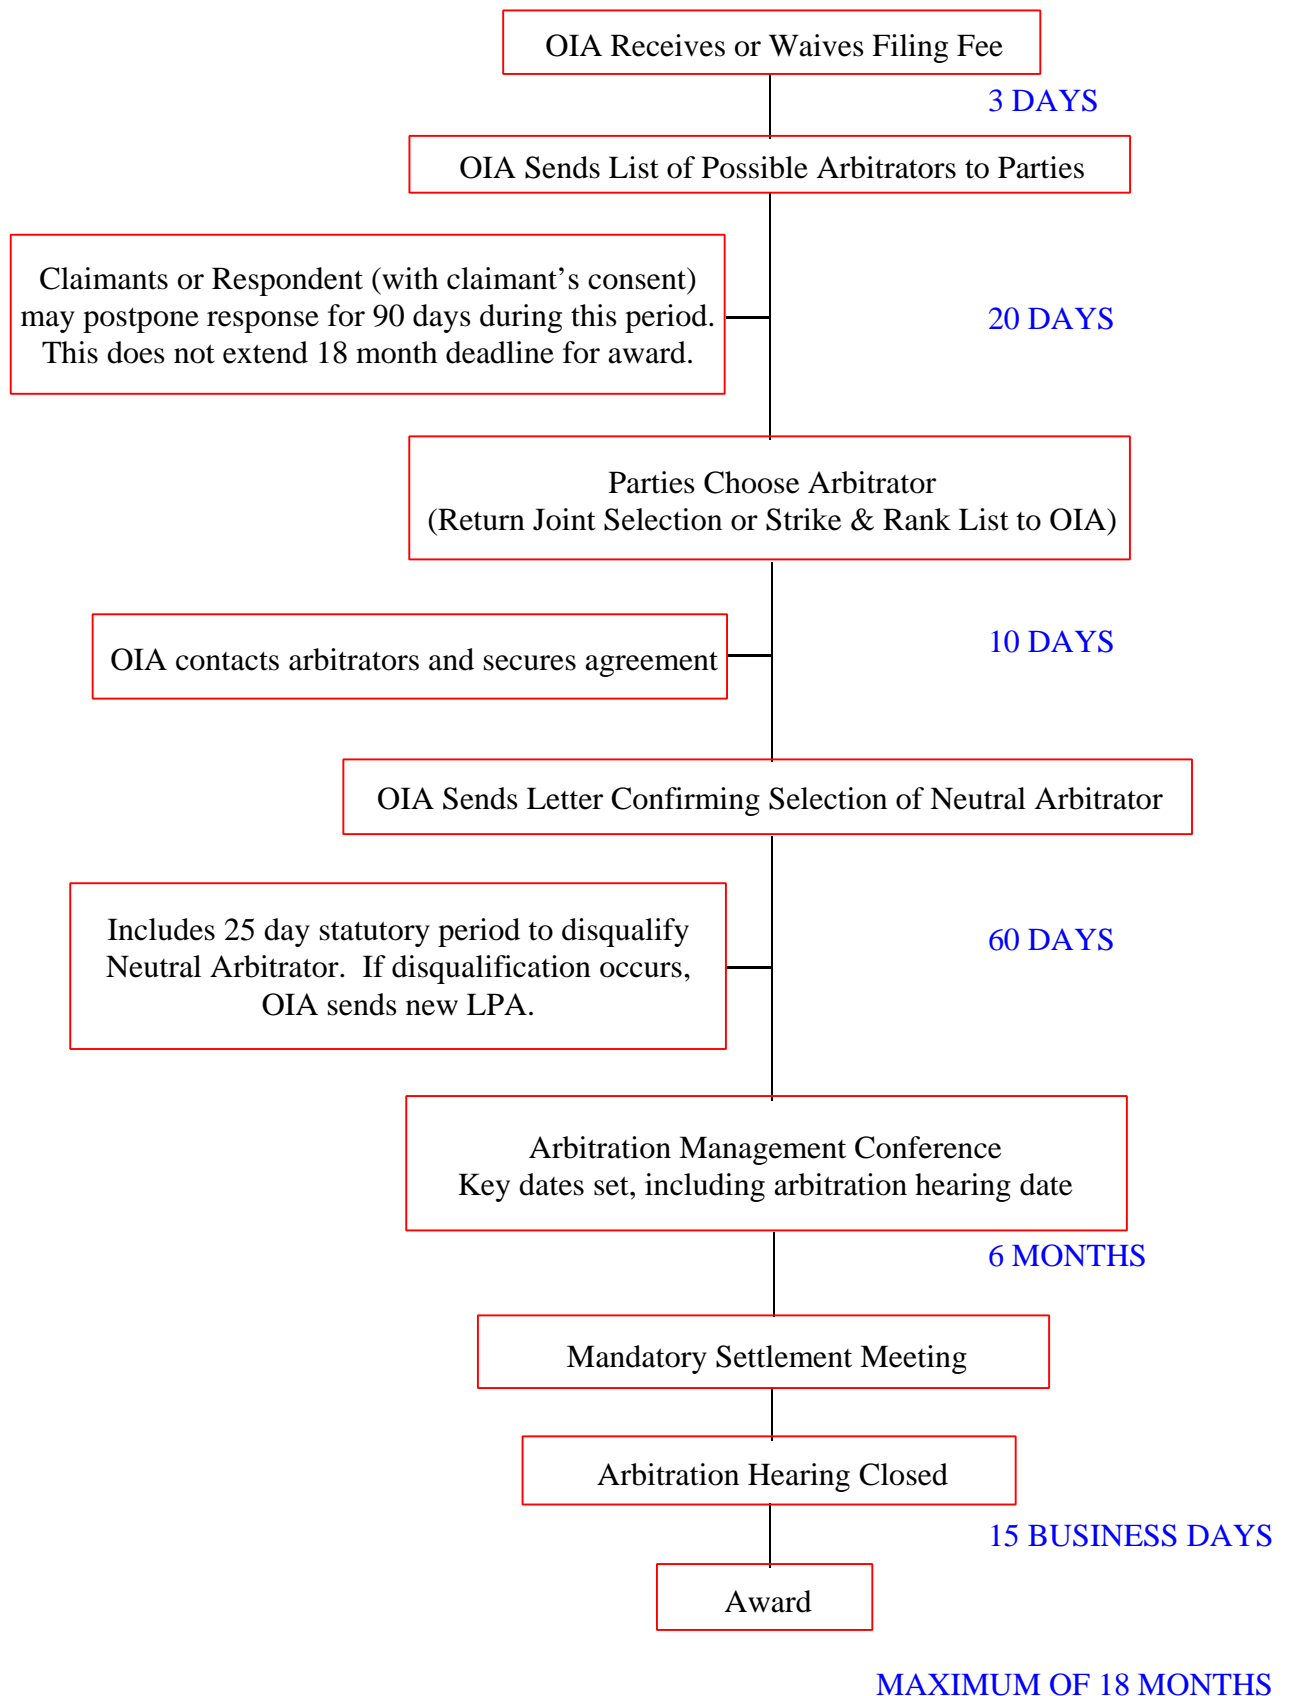 OIA Receives or Waives Filing Fee
3 DAYS
OIA Sends List of Possible Arbitrators to Parties
Claimants or Respondent (with claimant’s consent)
may postpone response for 90 days during this period.
This does not extend 18 month deadline for award.
20 DAYS
Parties Choose Arbitrator
(Return Joint Selection or Strike & Rank List to OIA)
10 DAYS
OIA contacts arbitrators and secures agreement
OIA Sends Letter Confirming Selection of Neutral Arbitrator
Includes 25 day statutory period to disqualify
Neutral Arbitrator.  If disqualification occurs,
OIA sends new LPA.
60 DAYS
Arbitration Management Conference
Key dates set, including arbitration hearing date
6 MONTHS
Mandatory Settlement Meeting
Arbitration Hearing Closed
15 BUSINESS DAYS
Award
MAXIMUM OF 18 MONTHS